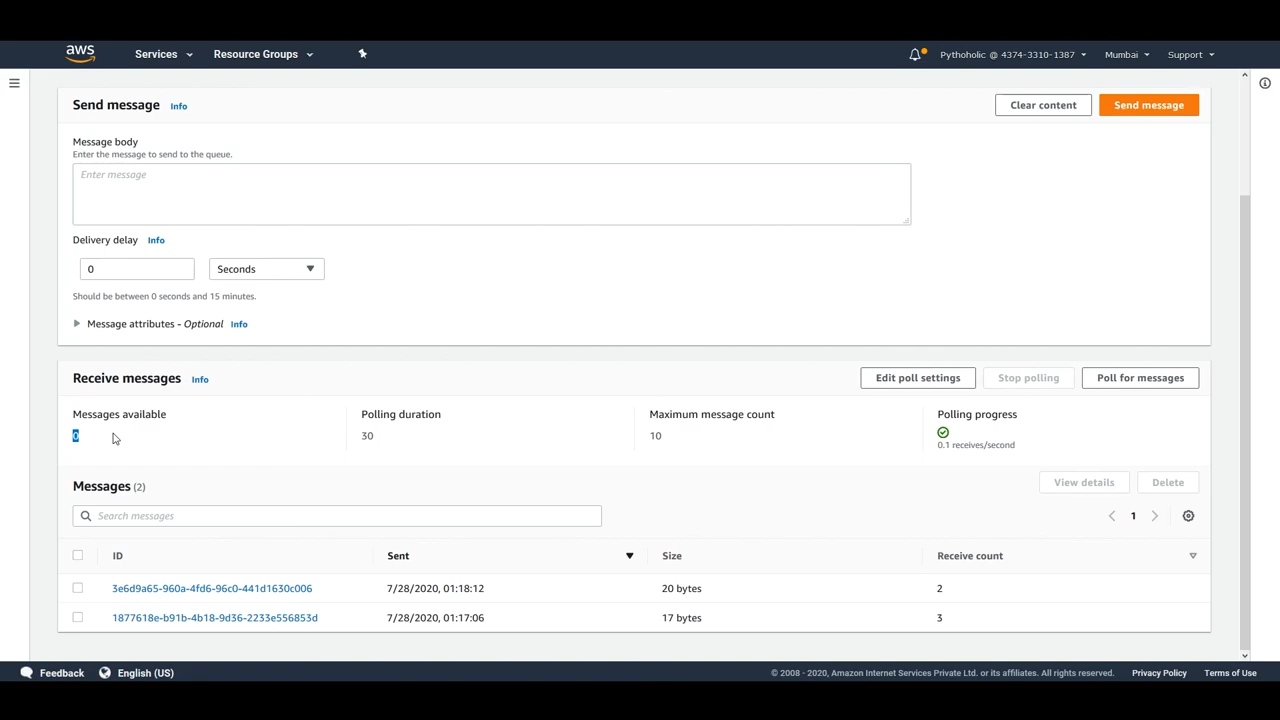 aws Services Resource Groups Pythoholic @ 4374-3310-1387 Mumbai Support
Send message Info Clear content Send message
Message body
Enter the message to send to the queue.
Enter message
Delivery delay Info
0 Seconds
Should be between 0 seconds and 15 minutes.
Message attributes - Optional Info
Receive messages Info Edit poll settings Stop polling Poll for messages
Messages available Polling duration Maximum message count Polling progress
0 30 10
0.1 receives/second
Messages (2) View details Delete
Search messages 1
ID Sent Size Receive count
3e6d9a65-960a-4fd6-96c0-441d1630c006 7/28/2020, 01:18:12 20 bytes 2
1877618e-b91b-4b18-9d36-2233e556853d 7/28/2020, 01:17:06 17 bytes 3
Feedback English (US) © 2008 - 2020, Amazon Internet Services Private Ltd. or its affiliates. All rights reserved. Privacy Policy Terms of Use